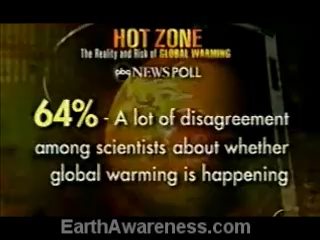 HOT ZONE
The Reality and Risk of GLOBAL WARMING
abc NEWS POLL
64% - A lot of disagreement
among scientists about whether
global warming is happening
EarthAwareness.com